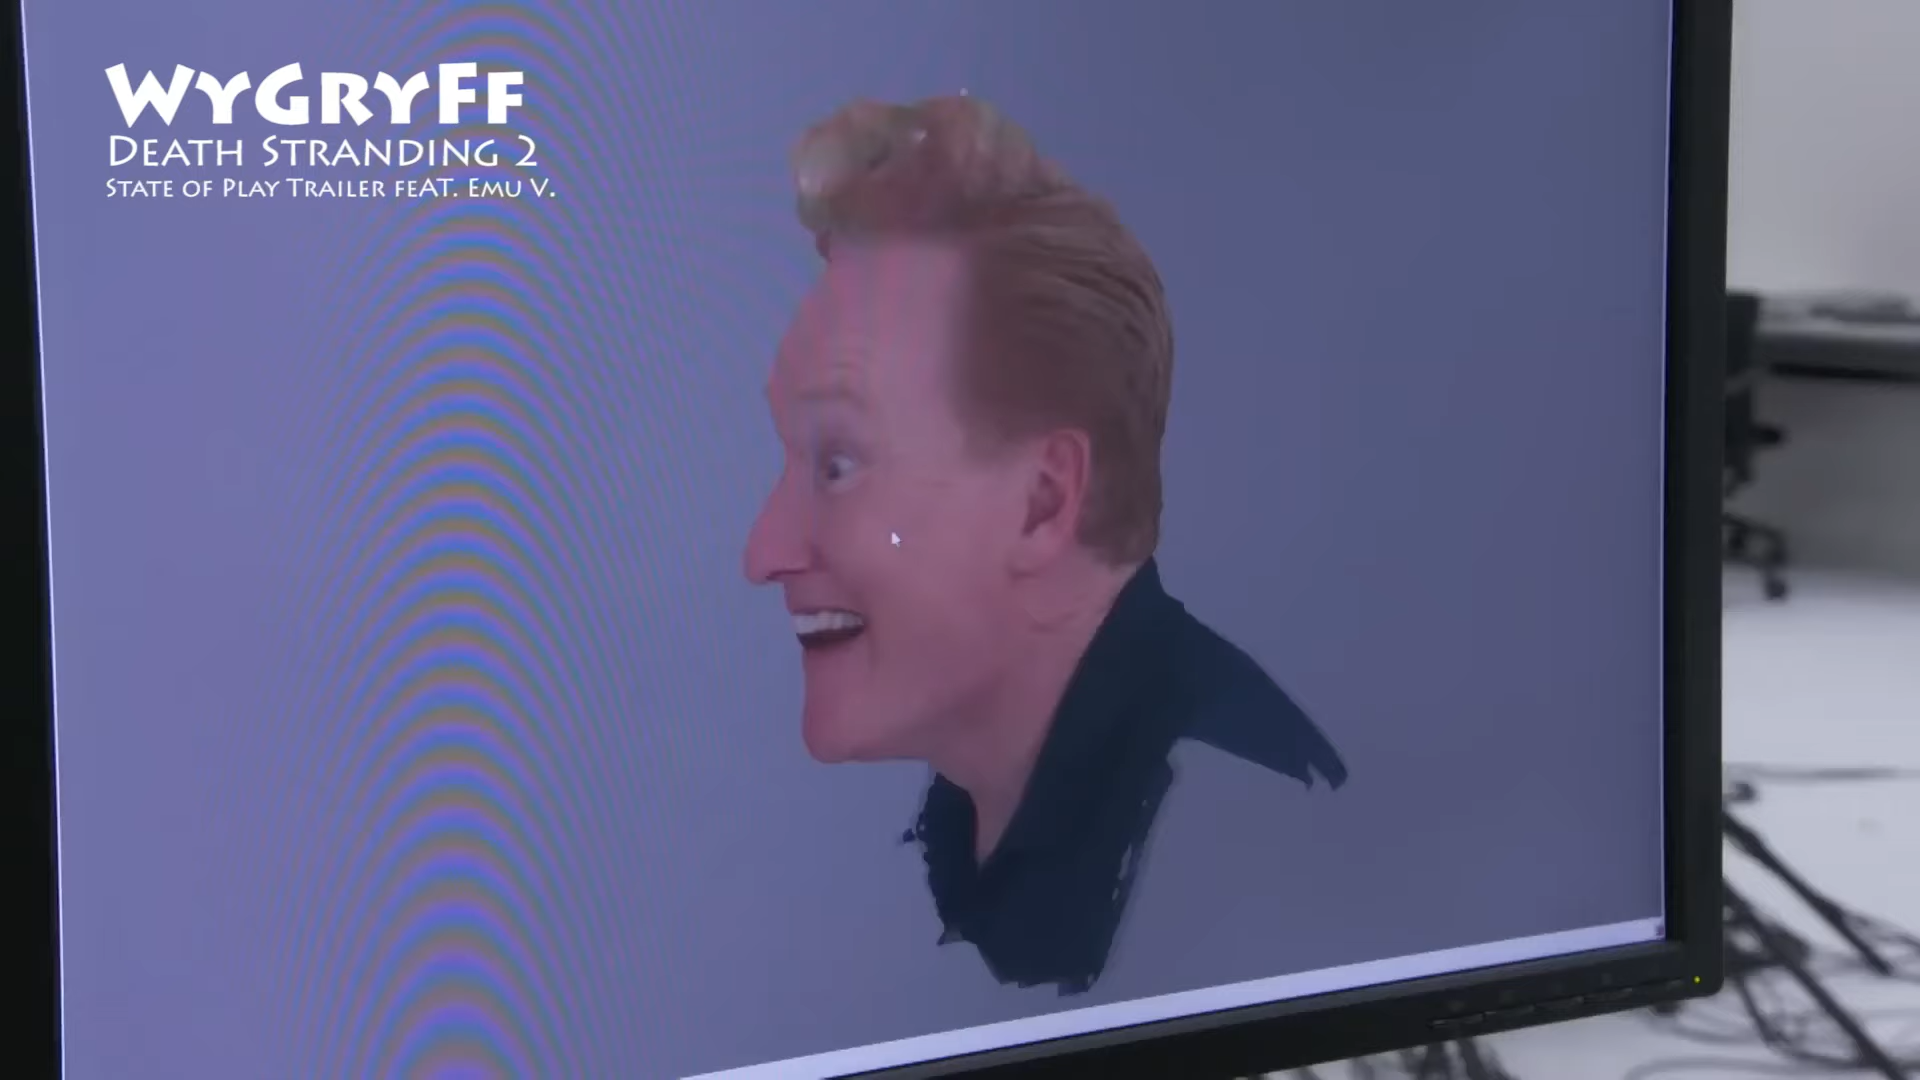 WyGryFf
Death Stranding 2
State of Play Trailer feat. Emu V.